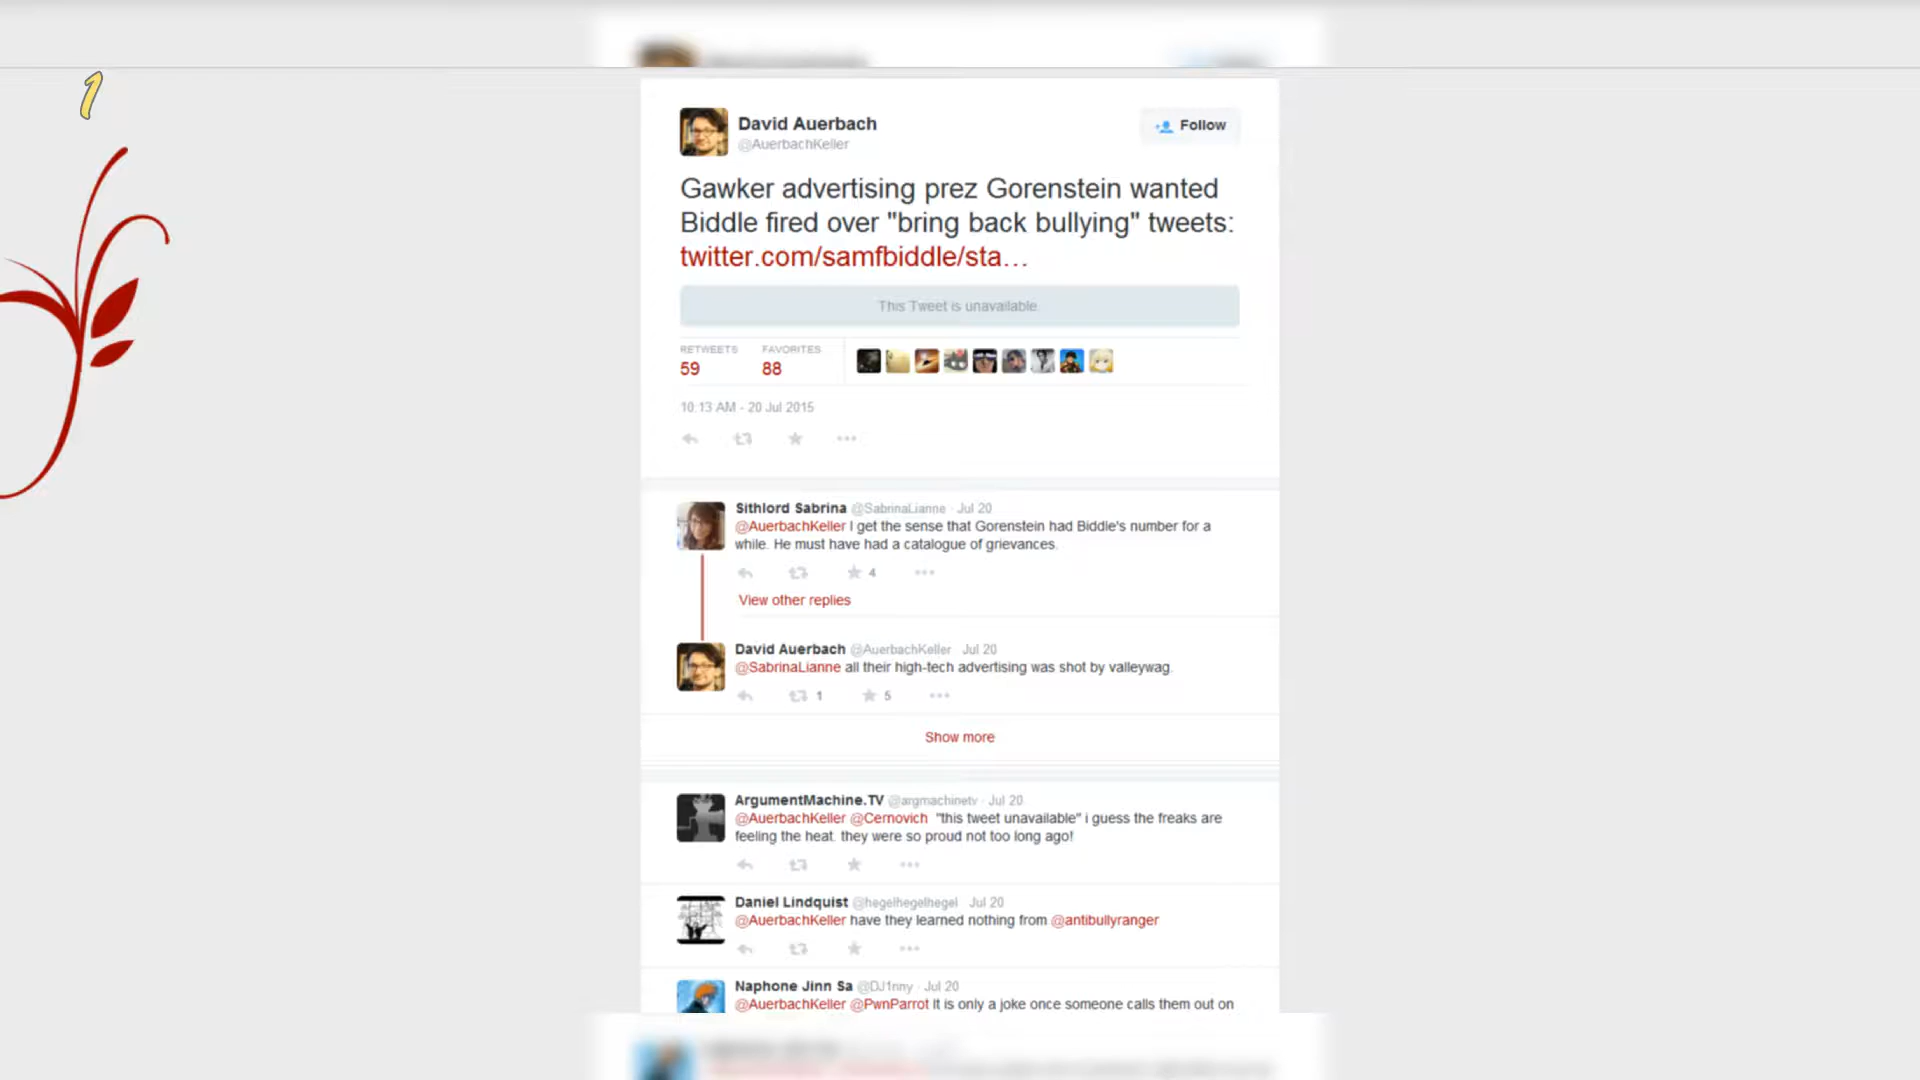 1
David Auerbach
@AuerbachKeller
Follow
Gawker advertising prez Gorenstein wanted
Biddle fired over "bring back bullying" tweets:
twitter.com/samfbiddle/sta…
This Tweet is unavailable.
RETWEETS FAVORITES
59 88
10:13 AM - 20 Jul 2015
Sithlord Sabrina @SabrinaLianne · Jul 20
@AuerbachKeller I get the sense that Gorenstein had Biddle's number for a
while. He must have had a catalogue of grievances.
4
View other replies
David Auerbach @AuerbachKeller · Jul 20
@SabrinaLianne all their high-tech advertising was shot by valleywag.
1 5
Show more
ArgumentMachine.TV @argmachinetv · Jul 20
@AuerbachKeller @Cernovich "this tweet unavailable" i guess the freaks are
feeling the heat. they were so proud not too long ago!
Daniel Lindquist @hegelhegelhegel · Jul 20
@AuerbachKeller have they learned nothing from @antibullyranger
Naphone Jinn Sa @DJ1nny · Jul 20
@AuerbachKeller @PwnParrot It is only a joke once someone calls them out on